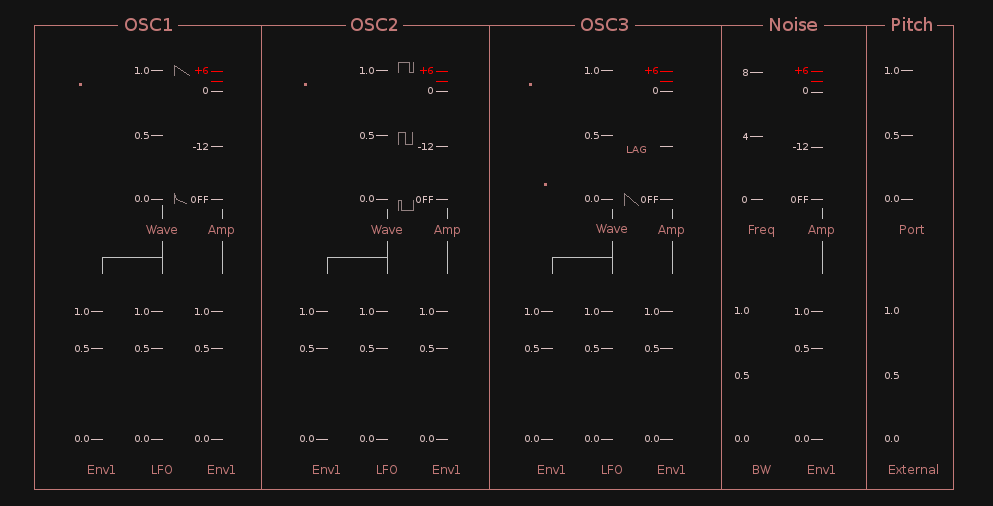 OSC1 OSC2 OSC3 Noise Pitch
1.0 +6 1.0 +6 1.0 +6 8 +6 1.0
0 0 0 0
0.5 0.5 0.5 4 0.5
-12 -12 LAG -12
0.0 OFF 0.0 OFF 0.0 OFF 0 OFF 0.0
Wave Amp Wave Amp Wave Amp Freq Amp Port
1.0 1.0 1.0 1.0 1.0 1.0 1.0 1.0 1.0 1.0 1.0 1.0
0.5 0.5 0.5 0.5 0.5 0.5 0.5 0.5 0.5 0.5
0.5 0.5
0.0 0.0 0.0 0.0 0.0 0.0 0.0 0.0 0.0 0.0 0.0 0.0
Env1 LFO Env1 Env1 LFO Env1 Env1 LFO Env1 BW Env1 External